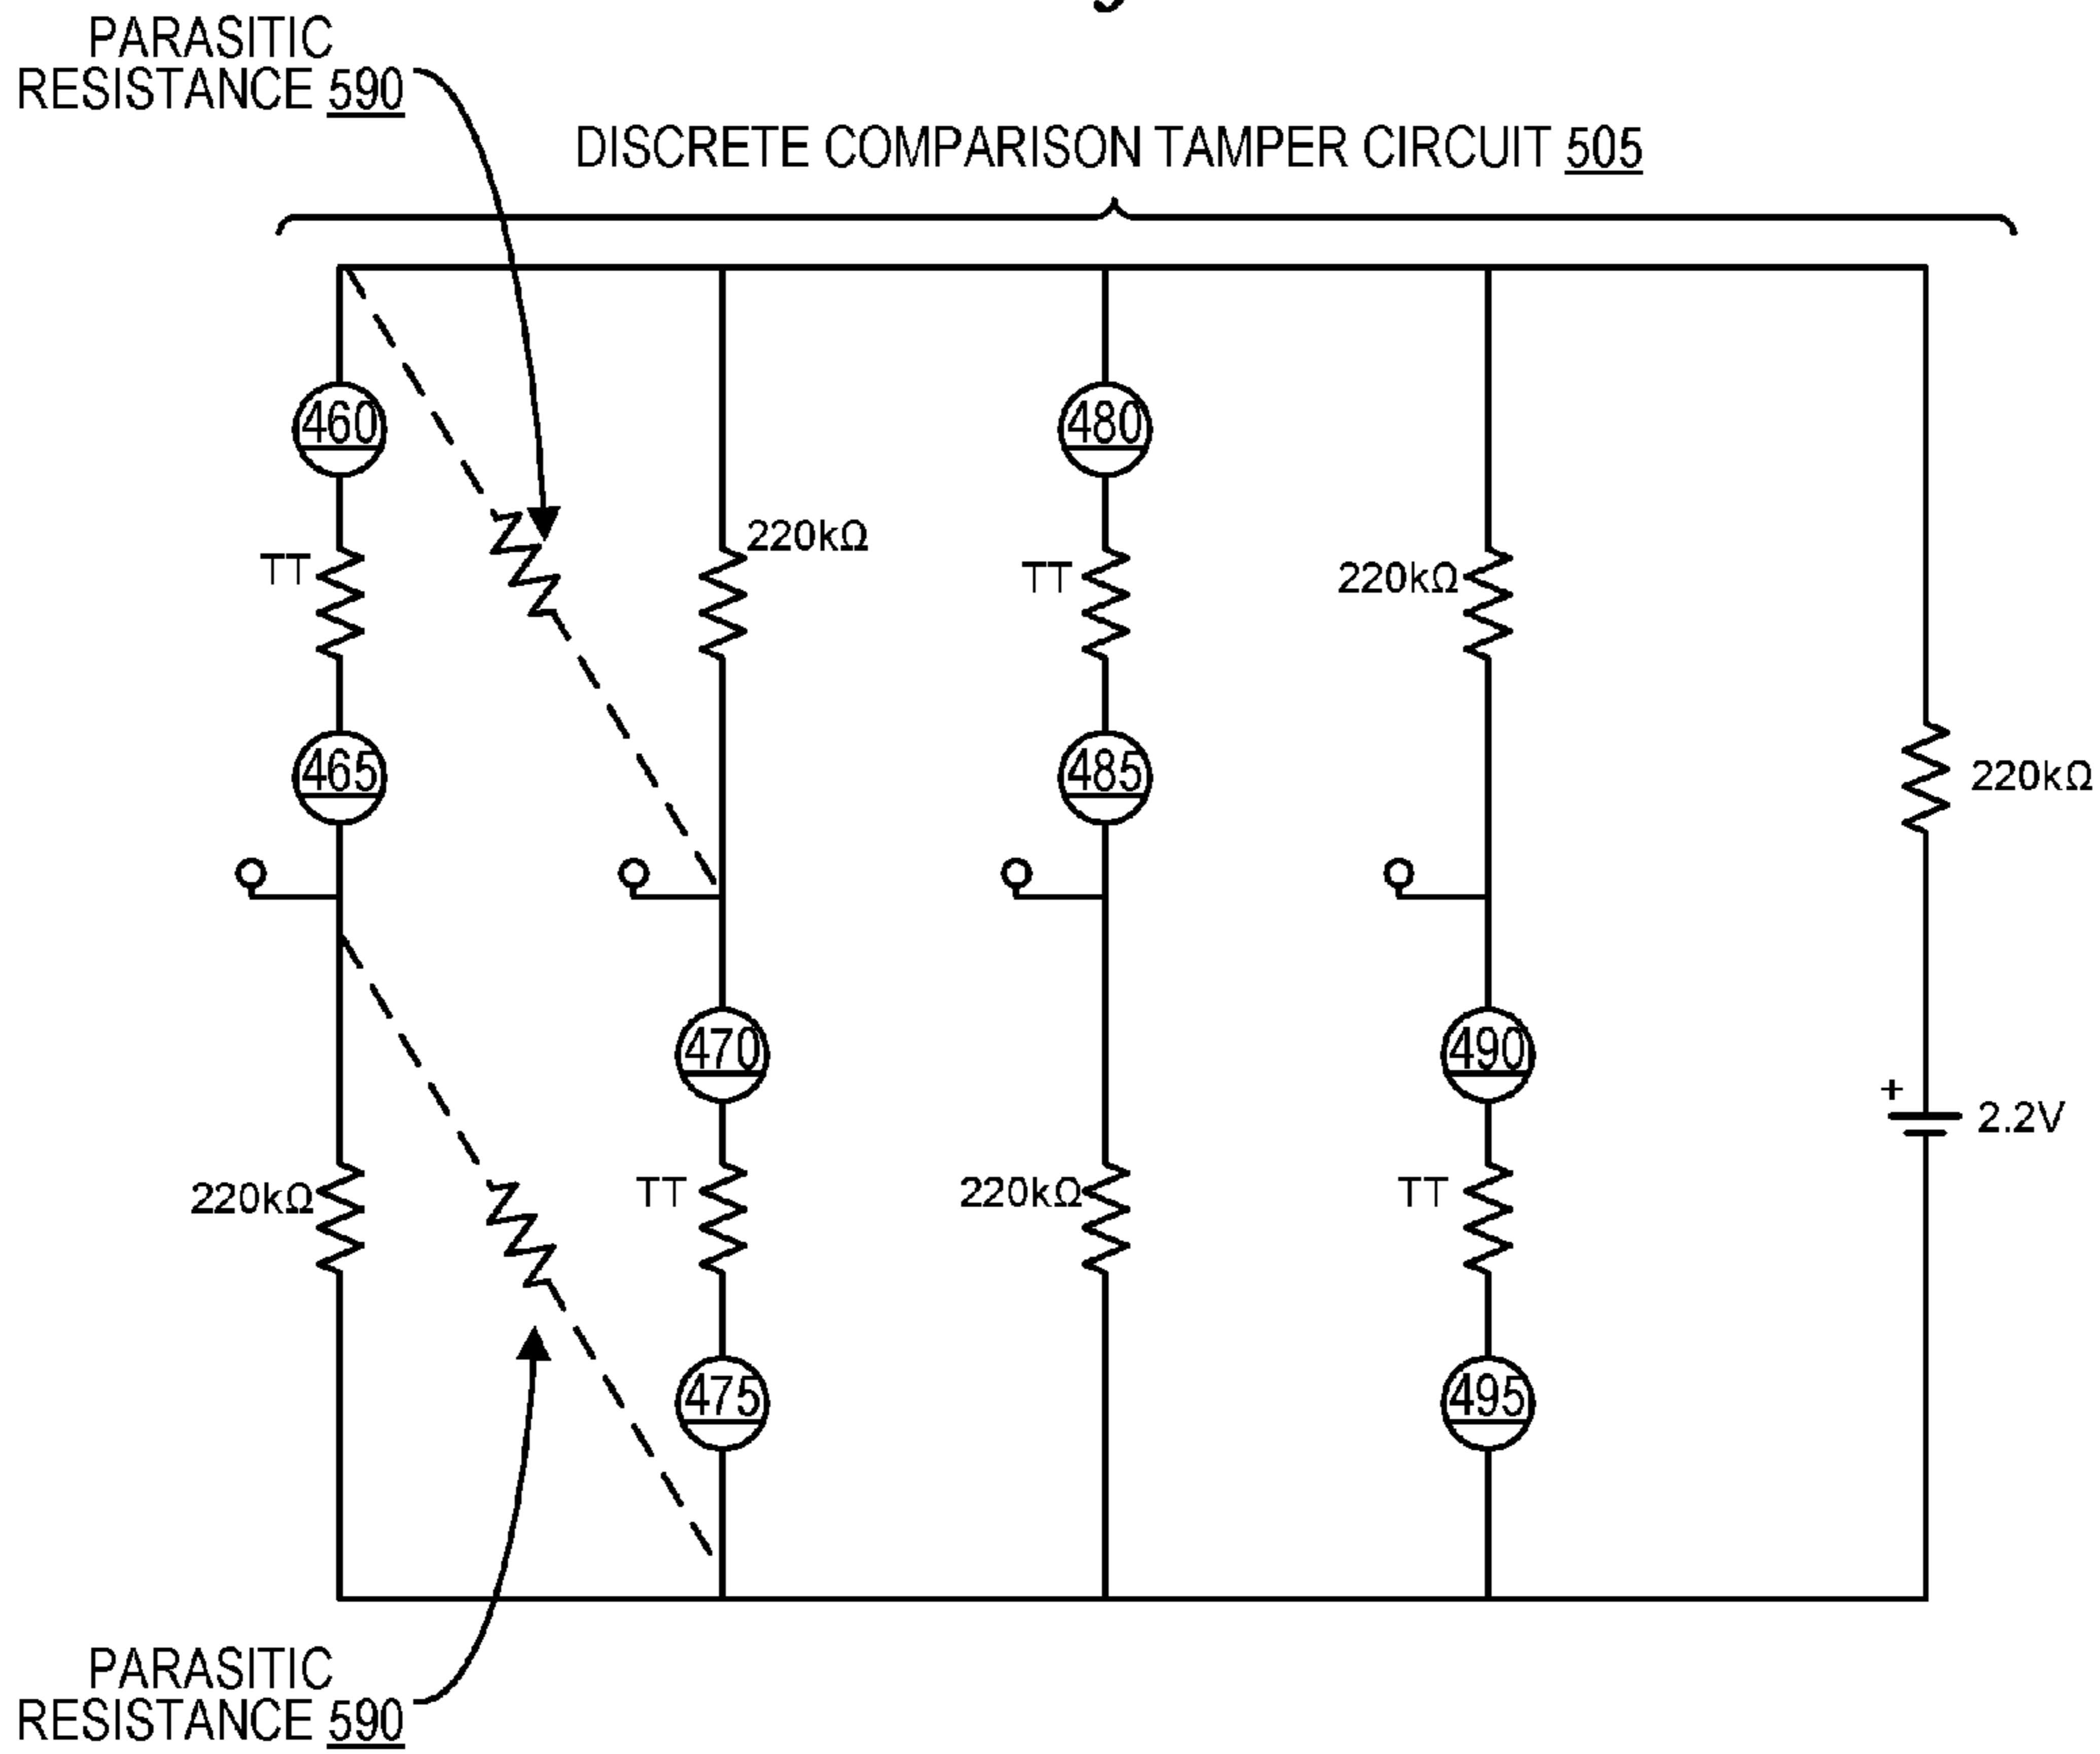 PARASITIC
RESISTANCE 590
DISCRETE COMPARISON TAMPER CIRCUIT 505
460
480
220kΩ
TT
TT
220kΩ
465
485
220kΩ
470
490
+
2.2V
220kΩ
TT
220kΩ
TT
475
495
PARASITIC
RESISTANCE 590